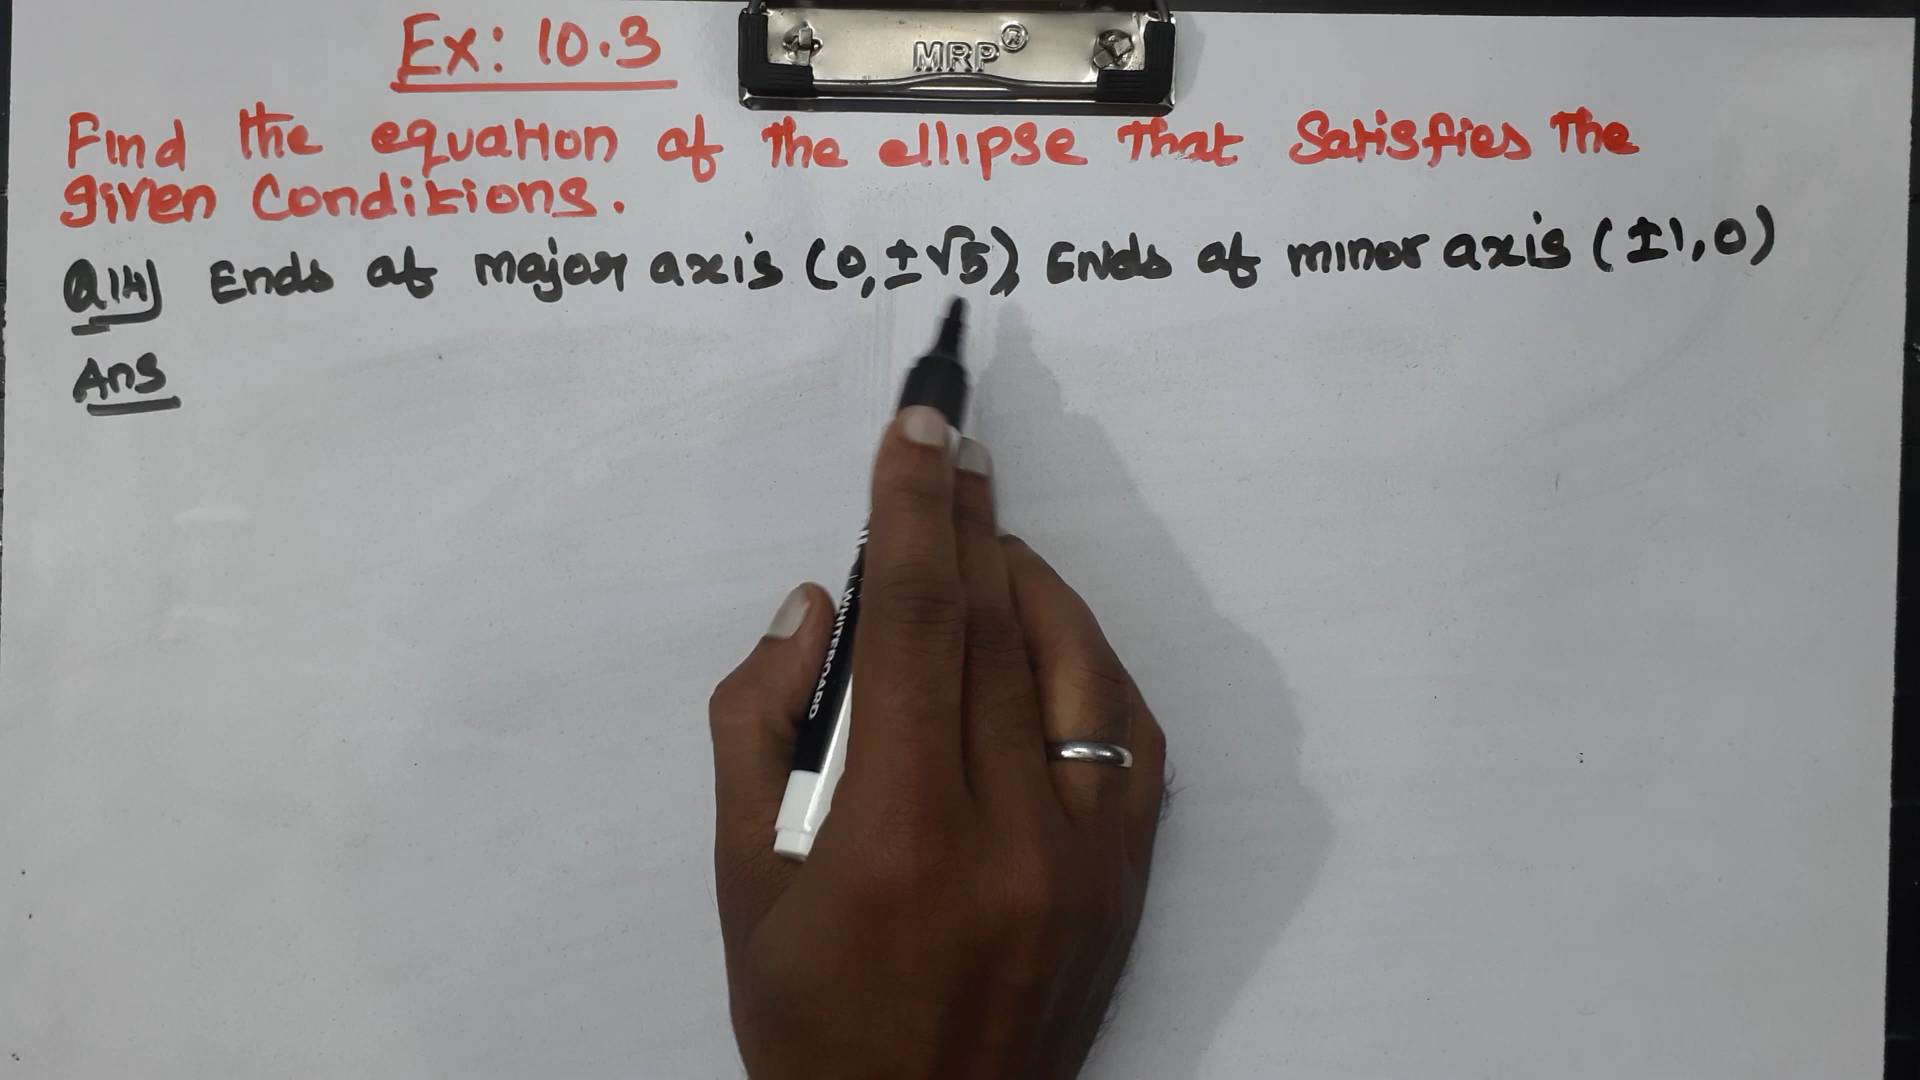 Ex: 10.3
MRP®
Find the equation of the ellipse that satisfies the
given conditions.
Q14) Ends of major axis (0,±√5), Ends of minor axis (±1,0)
Ans
WHITEBOARD